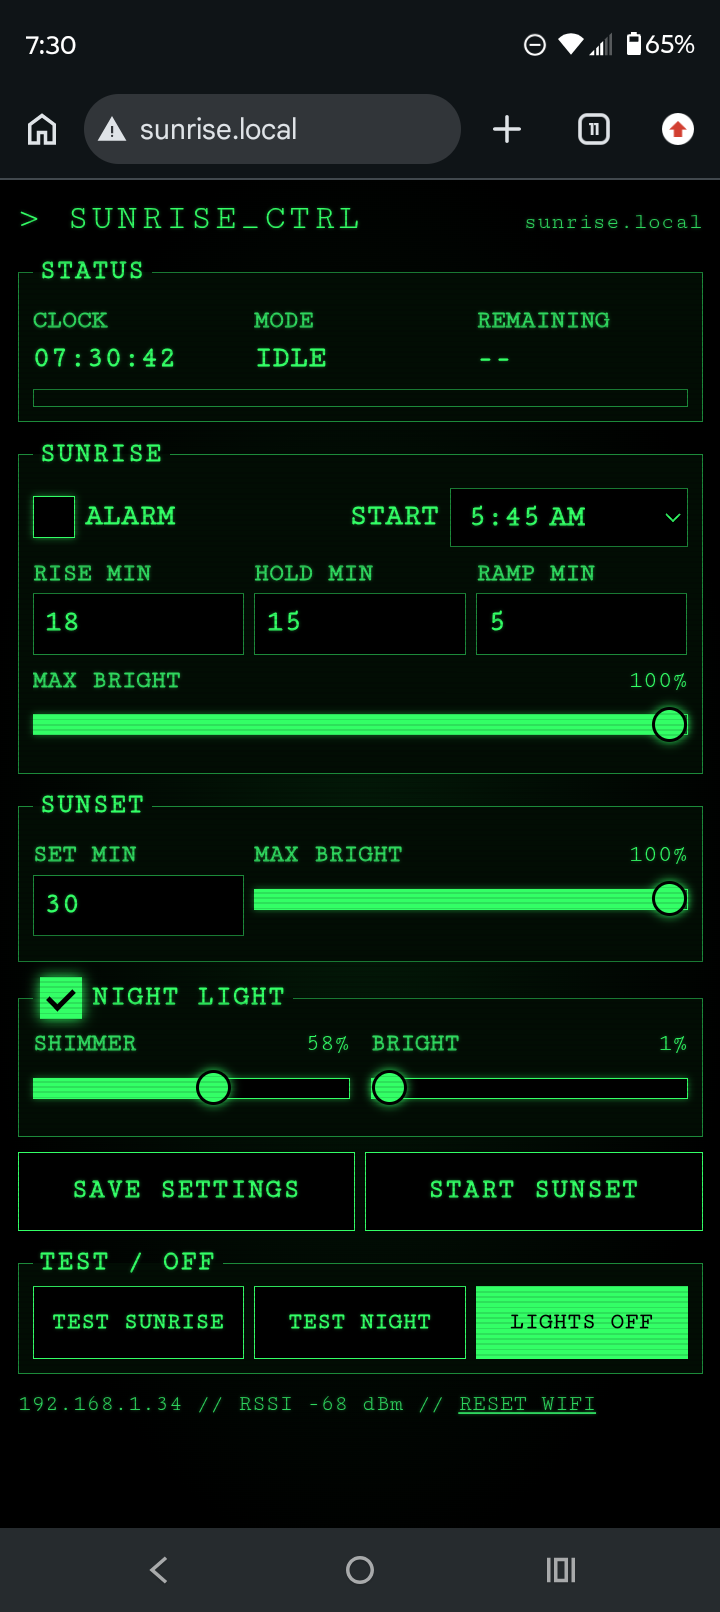 7:30 65%
sunrise.local 11
> SUNRISE_CTRL sunrise.local
STATUS
CLOCK MODE REMAINING
07:30:42 IDLE --
SUNRISE
ALARM START 5:45 AM
RISE MIN HOLD MIN RAMP MIN
18 15 5
MAX BRIGHT 100%
SUNSET
SET MIN MAX BRIGHT 100%
30
NIGHT LIGHT
SHIMMER 58% BRIGHT 1%
SAVE SETTINGS START SUNSET
TEST / OFF
TEST SUNRISE TEST NIGHT LIGHTS OFF
192.168.1.34 // RSSI -68 dBm // RESET WIFI